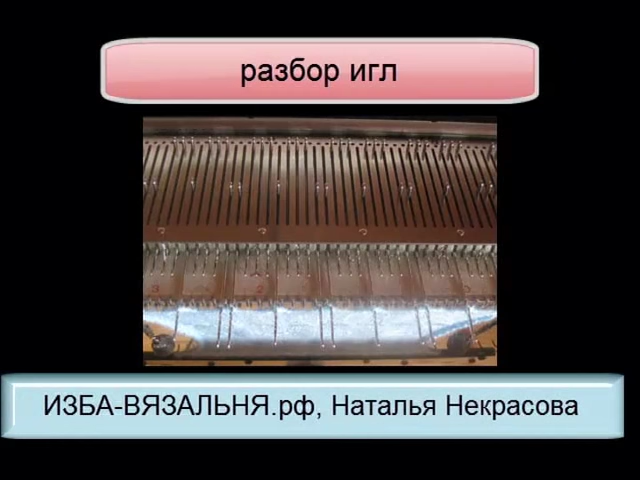 разбор игл
ИЗБА-ВЯЗАЛЬНЯ.рф, Наталья Некрасова